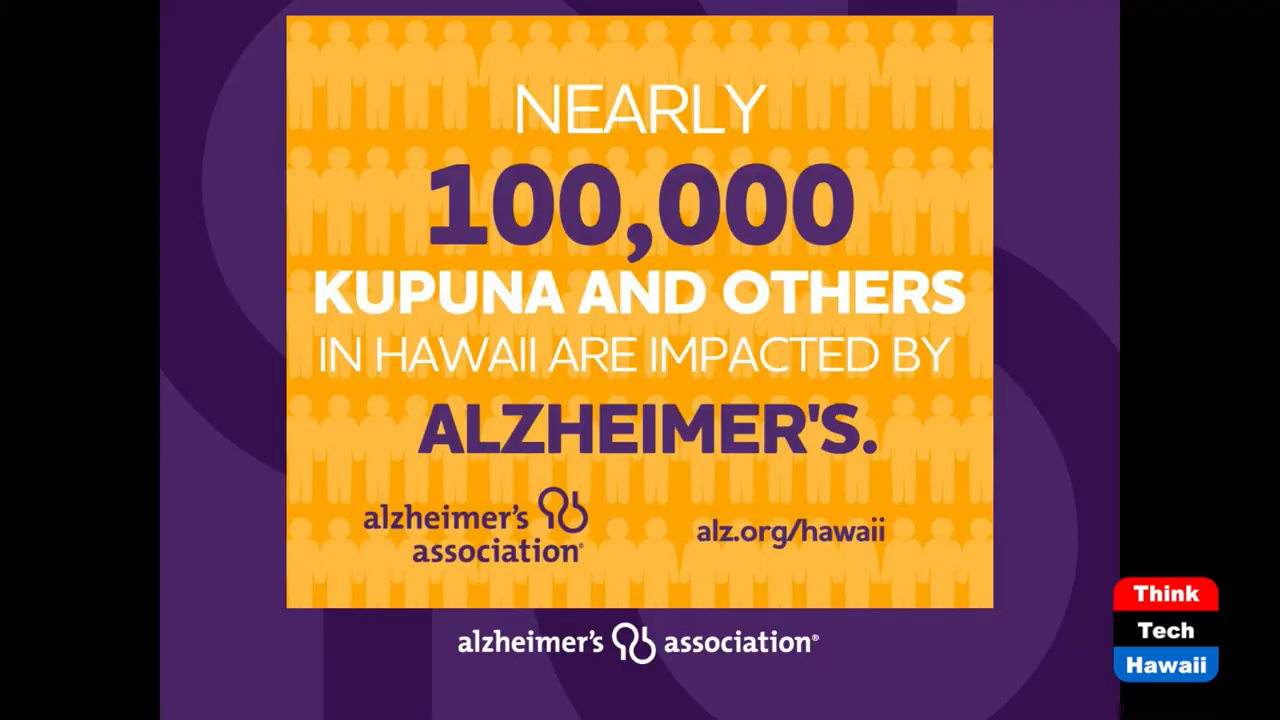 NEARLY
100,000
KUPUNA AND OTHERS
IN HAWAII ARE IMPACTED BY
ALZHEIMER'S.
alzheimer's
association®
alz.org/hawaii
alzheimer's association®
Think
Tech
Hawaii